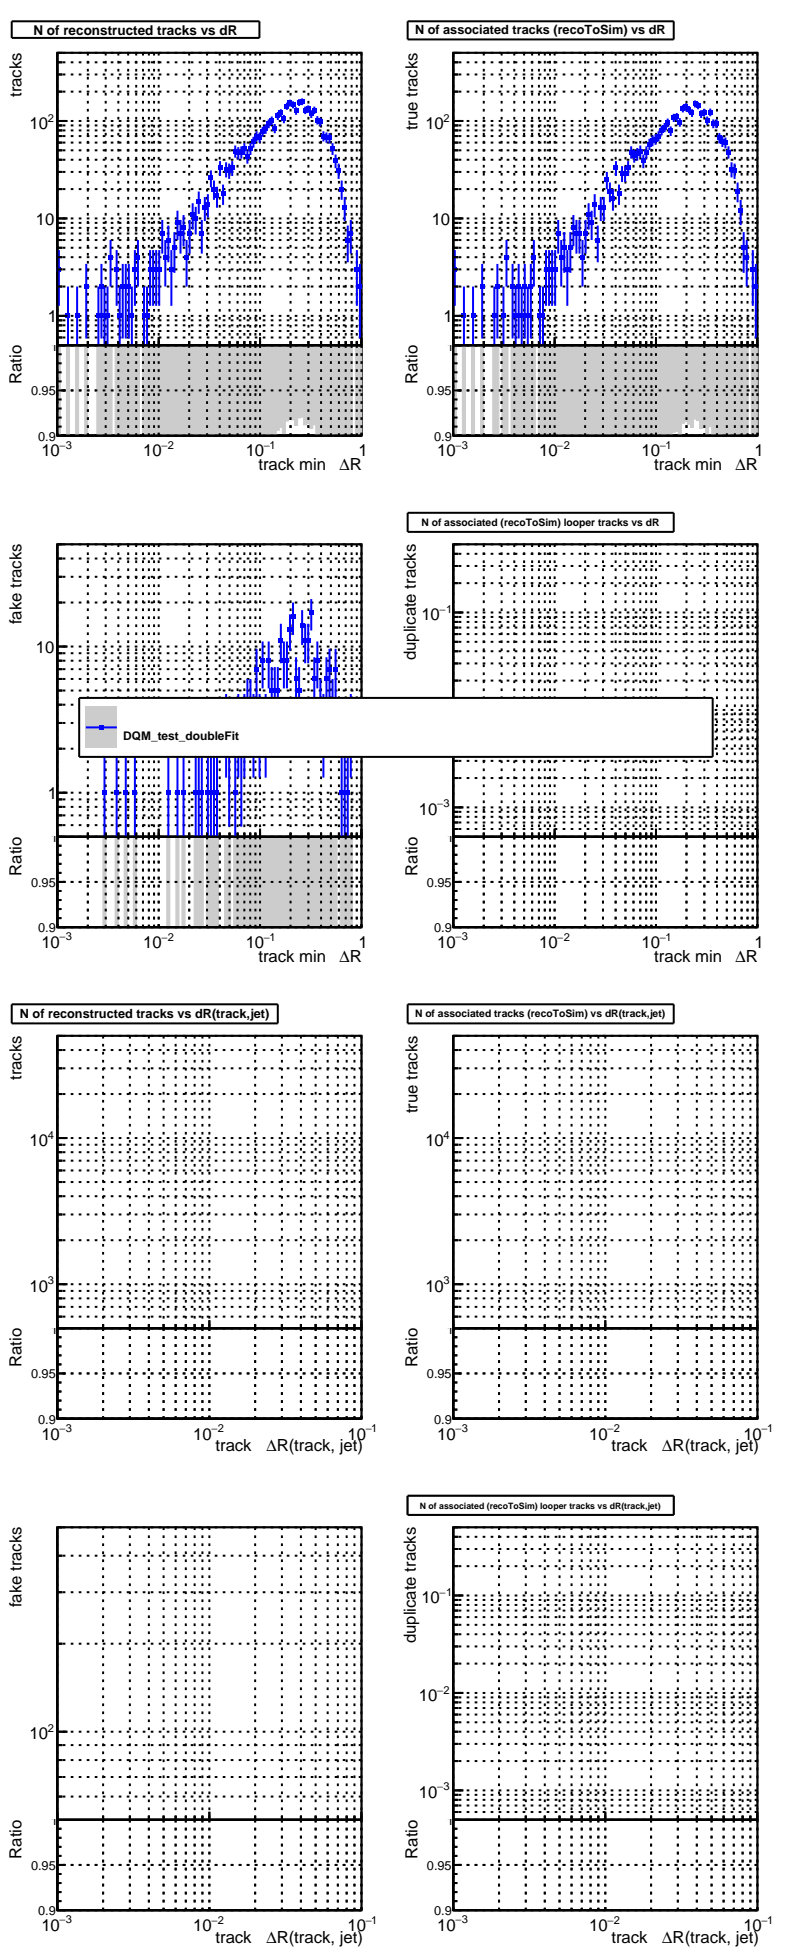 N of reconstructed tracks vs dR
N of associated tracks (recoToSim) vs dR
tracks
10²
10
1
Ratio
0.95
0.9
10⁻³ 10⁻² 10⁻¹ 1
track min ΔR
true tracks
10²
10
1
Ratio
0.95
0.9
10⁻³ 10⁻² 10⁻¹ 1
track min ΔR
N of associated (recoToSim) looper tracks vs dR
fake tracks
10
1
Ratio
0.95
0.9
10⁻³ 10⁻² 10⁻¹ 1
track min ΔR
duplicate tracks
10⁻¹
10⁻³
Ratio
0.95
0.9
10⁻³ 10⁻² 10⁻¹ 1
track min ΔR
DQM_test_doubleFit
N of reconstructed tracks vs dR(track,jet)
N of associated tracks (recoToSim) vs dR(track,jet)
tracks
10⁴
10³
Ratio
0.95
0.9
10⁻³ 10⁻² 10⁻¹
track ΔR(track, jet)
true tracks
10⁴
10³
Ratio
0.95
0.9
10⁻³ 10⁻² 10⁻¹
track ΔR(track, jet)
N of associated (recoToSim) looper tracks vs dR(track,jet)
fake tracks
10²
Ratio
0.95
0.9
10⁻³ 10⁻² 10⁻¹
track ΔR(track, jet)
duplicate tracks
10⁻¹
10⁻²
10⁻³
Ratio
0.95
0.9
10⁻³ 10⁻² 10⁻¹
track ΔR(track, jet)